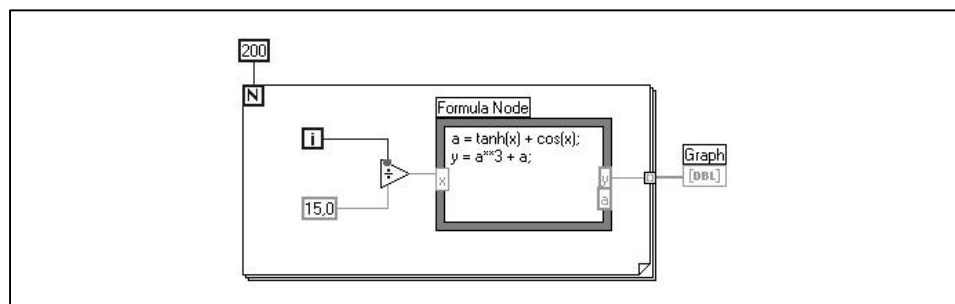 200
N
Formula Node
i
a = tanh(x) + cos(x);
y = a**3 + a;
÷
x
15,0
y
a
Graph
[DBL]